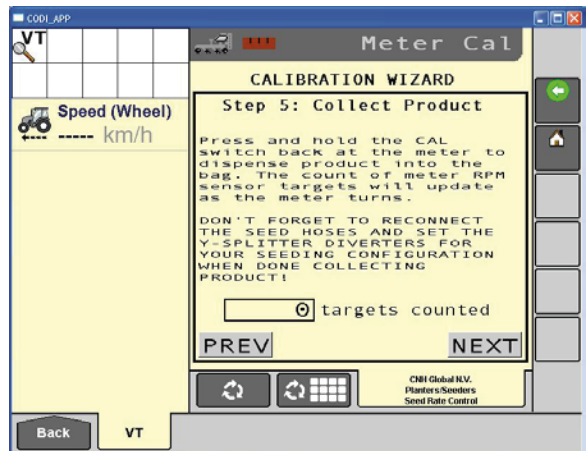 CODI_APP
VT
Meter Cal
CALIBRATION WIZARD
Step 5: Collect Product
Speed (Wheel)
----- km/h
Press and hold the CAL
switch back at the meter to
dispense product into the
bag. The count of meter RPM
sensor targets will update
as the meter turns.
DON'T FORGET TO RECONNECT
THE SEED HOSES AND SET THE
Y-SPLITTER DIVERTERS FOR
YOUR SEEDING CONFIGURATION
WHEN DONE COLLECTING
PRODUCT!
0 targets counted
PREV
NEXT
CNH Global N.V.
Planters/Seeders
Seed Rate Control
Back
VT